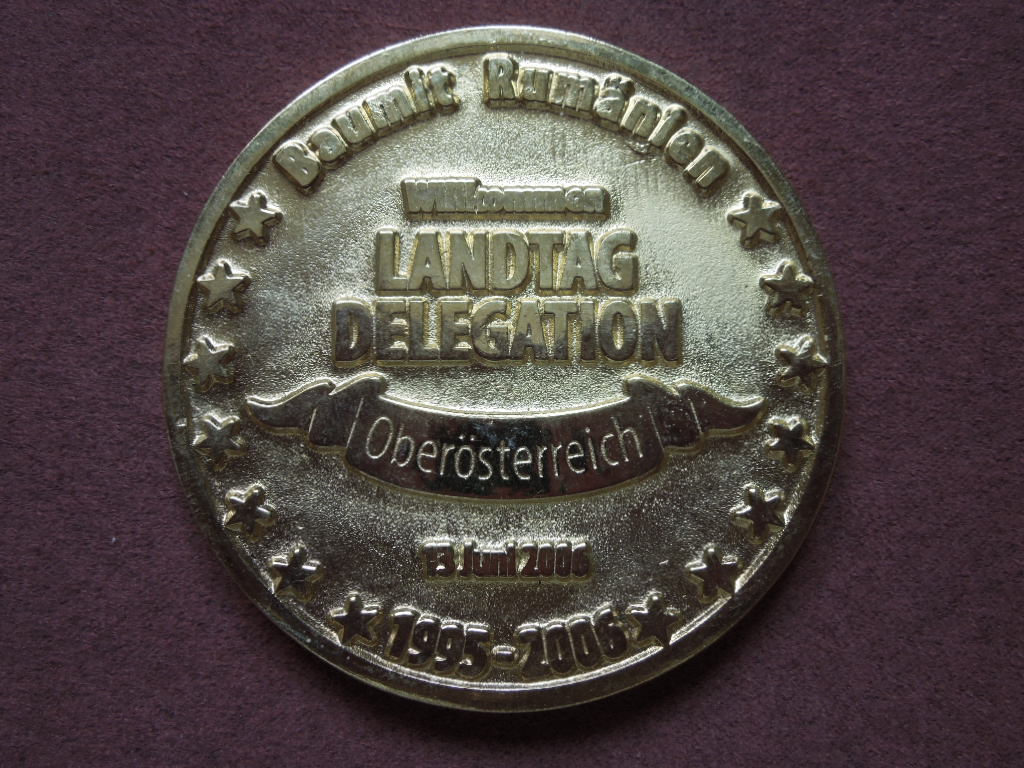 Baumit Rumänien
Willkommen
LANDTAG
DELEGATION
Oberösterreich
13 Juni 2006
1995-2006